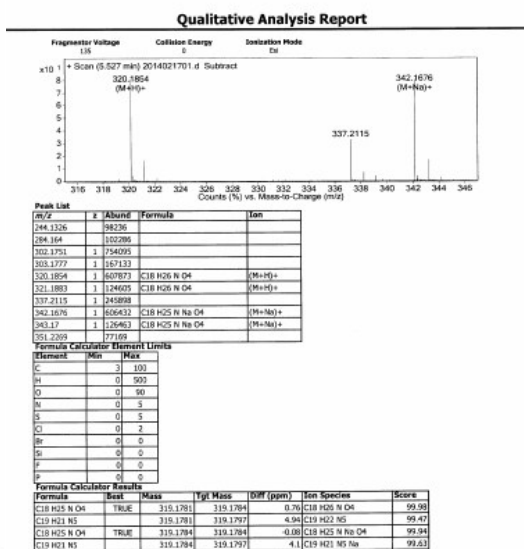 Qualitative Analysis Report
Fragmentor Voltage Collision Energy Ionization Mode
135 0 Esi
x10 1 + Scan (5.527 min) 2014021701.d Subtract
8 320.1854 342.1676
(M+H)+ (M+Na)+
7
6
5
4
337.2115
3
2
1
0
316 318 320 322 324 326 328 330 332 334 336 338 340 342 344 346
Counts (%) vs. Mass-to-Charge (m/z)
Peak List
m/z z Abund Formula Ion
244.1326 98236
284.164 102286
302.1751 1 754095
303.1777 1 167133
320.1854 1 607873 C18 H26 N O4 (M+H)+
321.1883 1 124605 C18 H26 N O4 (M+H)+
337.2115 245898
342.1676 1 606432 C18 H25 N Na O4 (M+Na)+
343.17 1 126463 C18 H25 N Na O4 (M+Na)+
351.2269 77169
Formula Calculator Element Limits
Element Min Max
C 3 100
H 0 500
O 0 90
N 0 5
S 0 5
Cl 0 2
Br 0 0
Si 0 0
F 0 0
P 0 0
Formula Calculator Results
Formula Best Mass Tgt Mass Diff (ppm) Ion Species Score
C18 H25 N O4 TRUE 319.1781 319.1784 0.76 C18 H26 N O4 99.98
C19 H21 N5 319.1781 319.1797 4.94 C19 H22 N5 99.47
C18 H25 N O4 TRUE 319.1784 319.1784 -0.08 C18 H25 N Na O4 99.94
C19 H21 N5 319.1784 319.1797 4.1 C19 H21 N5 Na 99.63